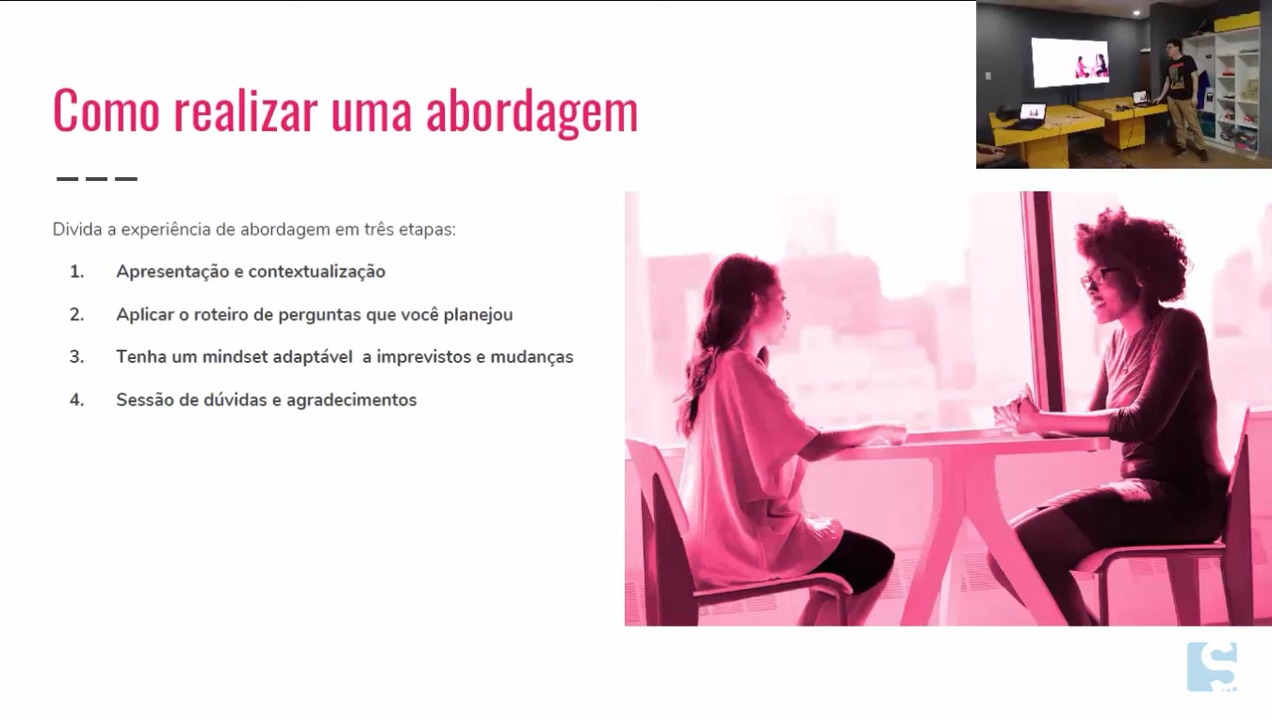 Como realizar uma abordagem
Divida a experiência de abordagem em três etapas:
1. Apresentação e contextualização
2. Aplicar o roteiro de perguntas que você planejou
3. Tenha um mindset adaptável a imprevistos e mudanças
4. Sessão de dúvidas e agradecimentos